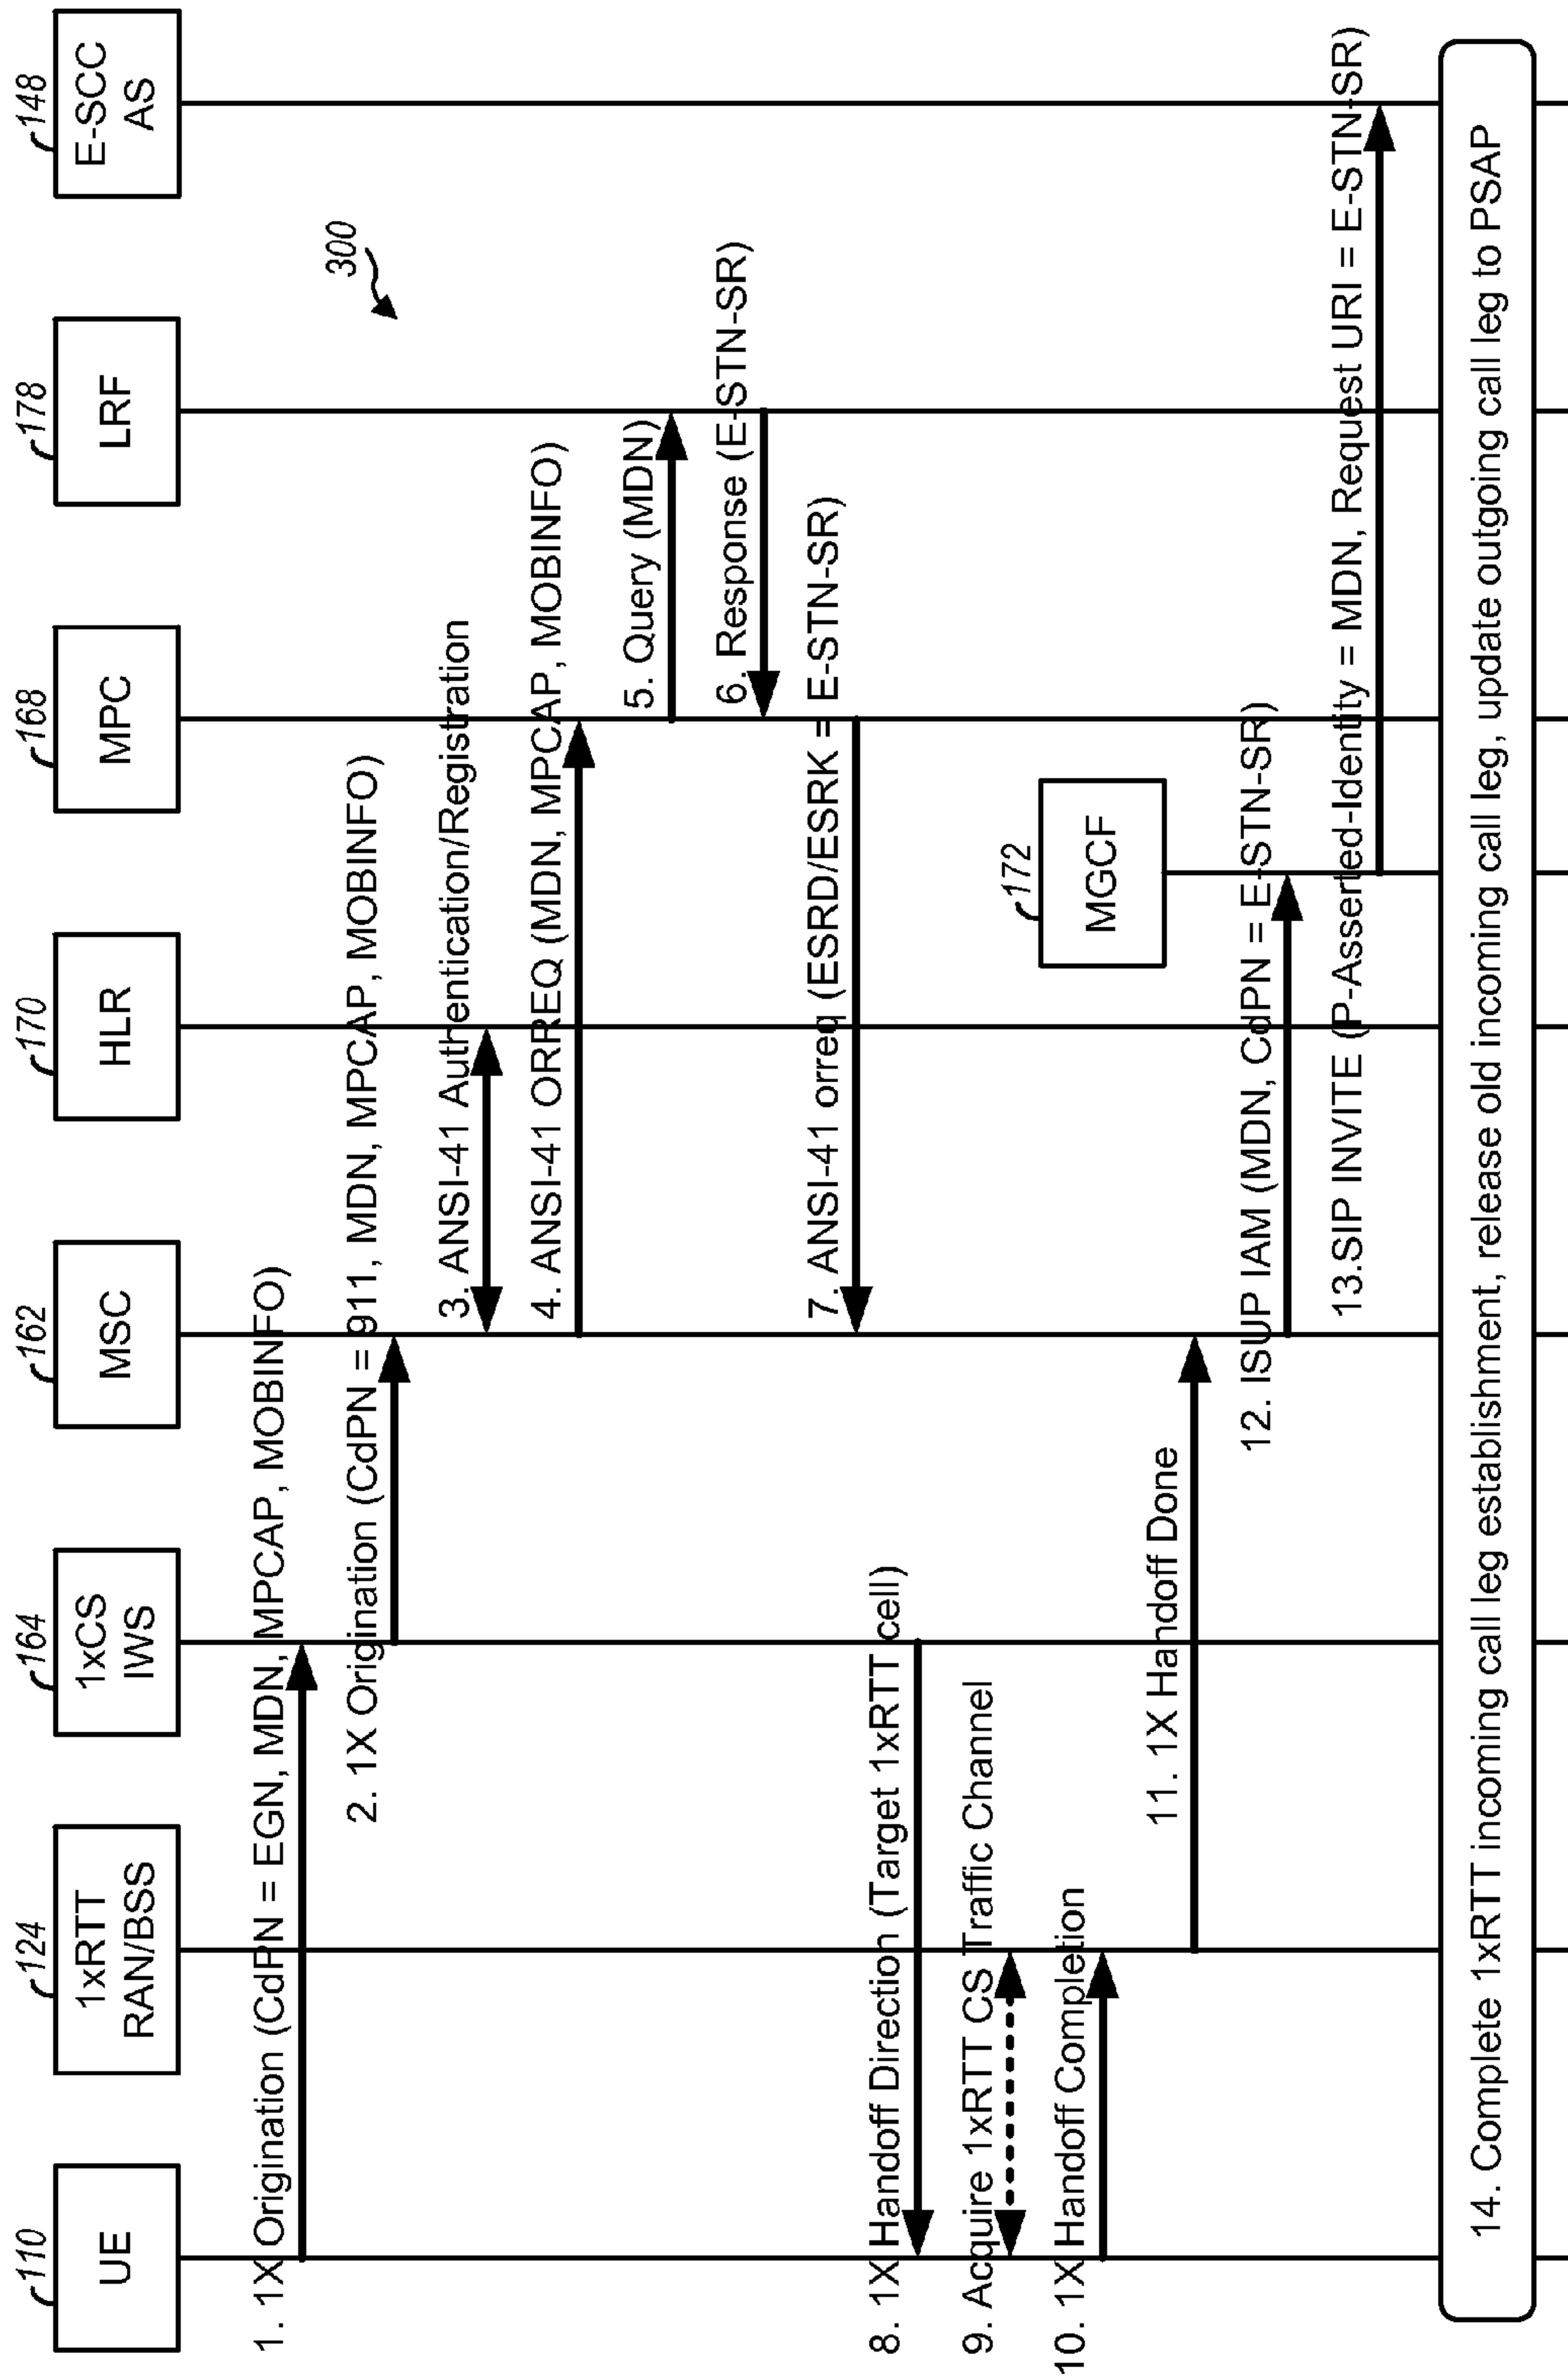 110
UE
124
1xRTT
RAN/BSS
164
1xCS
IWS
162
MSC
170
HLR
168
MPC
178
LRF
148
E-SCC
AS
300
1. 1X Origination (CdPN = EGN, MDN, MPCAP, MOBINFO)
2. 1X Origination (CdPN = 911, MDN, MDN, MPCAP, MOBINFO)
3. ANSI-41 Authentication/Registration
4. ANSI-41 ORREQ (MDN, MPCAP, MOBINFO)
5. Query (MDN)
6. Response (E-STN-SR)
7. ANSI-41 orreq (ESRD/ESRK = E-STN-SR)
8. 1X Handoff Direction (Target 1xRTT cell)
9. Acquire 1xRTT CS Traffic Channel
10. 1X Handoff Completion
172
MGCF
11. 1X Handoff Done
12. ISUP IAM (MDN, CdPN = E-STN-SR)
13.SIP INVITE (P-Asserted-Identity = MDN, Request URI = E-STN-SR)
14. Complete 1xRTT incoming call leg establishment, release old incoming call leg, update outgoing call leg to PSAP